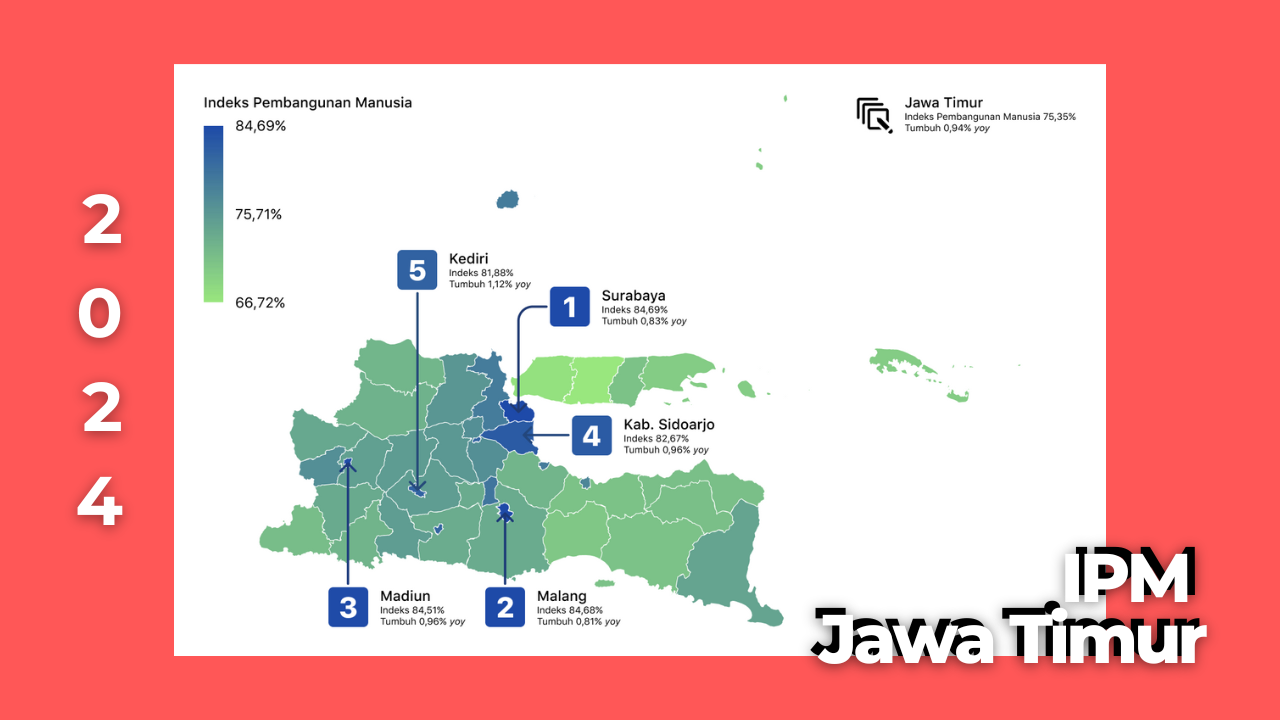 2
0
2
4
Indeks Pembangunan Manusia
84,69%
75,71%
66,72%
Jawa Timur
Indeks Pembangunan Manusia 75,35%
Tumbuh 0,94% yoy
5
Kediri
Indeks 81,88%
Tumbuh 1,12% yoy
1
Surabaya
Indeks 84,69%
Tumbuh 0,83% yoy
4
Kab. Sidoarjo
Indeks 82,67%
Tumbuh 0,96% yoy
3
Madiun
Indeks 84,51%
Tumbuh 0,96% yoy
2
Malang
Indeks 84,68%
Tumbuh 0,81% yoy
IPM
Jawa Timur